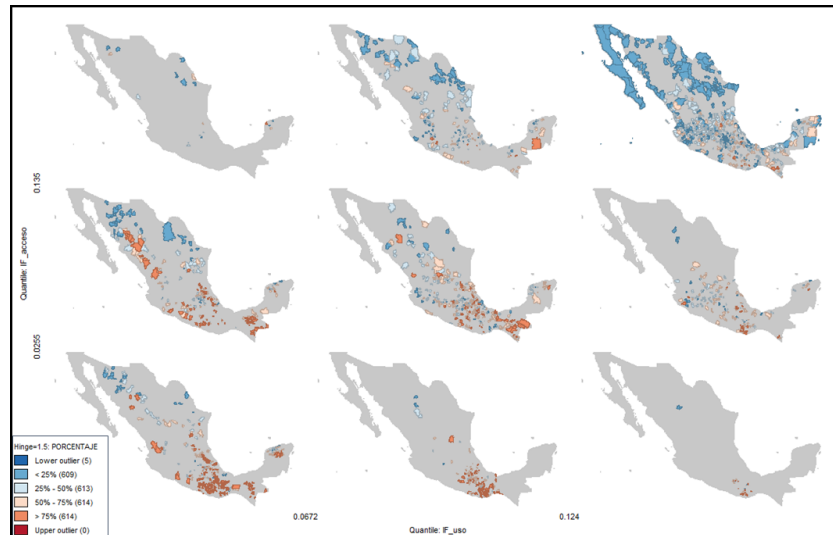 0.135
Quantile: IF_acceso
0.0255
Hinge=1.5: PORCENTAJE
Lower outlier (5)
< 25% (609)
25% - 50% (613)
50% - 75% (614)
> 75% (614)
Upper outlier (0)
0.0672
0.124
Quantile: IF_uso